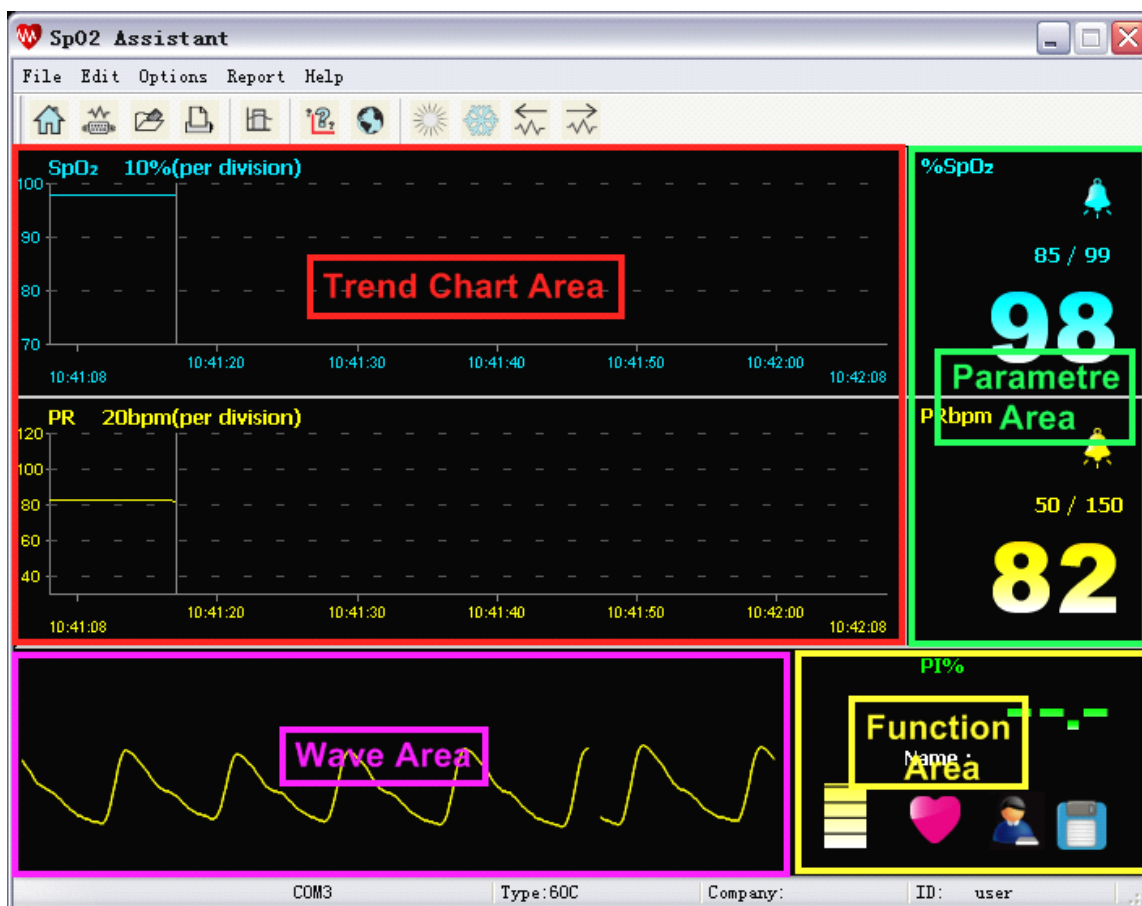 SpO2 Assistant
File Edit Options Report Help
SpO₂ 10%(per division)
100
90
80
70
10:41:08
10:41:20
10:41:30
10:41:40
10:41:50
10:42:00
10:42:08
Trend Chart Area
PR 20bpm(per division)
120
100
80
60
40
10:41:08
10:41:20
10:41:30
10:41:40
10:41:50
10:42:00
10:42:08
%SpO₂
85 / 99
98
Parametre
Area
PRbpm
50 / 150
82
Wave Area
PI%
--.-
Function
Area
Name :
COM3 Type:60C Company: ID: user